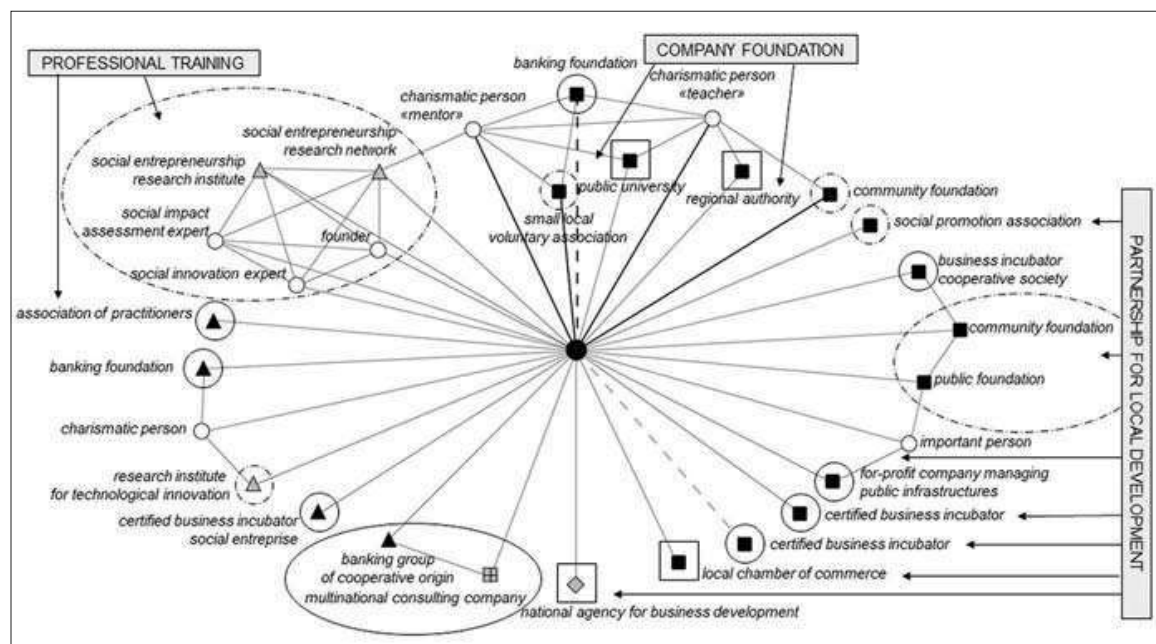 PROFESSIONAL TRAINING
COMPANY FOUNDATION
banking foundation
charismatic person
«mentor»
charismatic person
«teacher»
social entrepreneurship
research network
social entrepreneurship
research institute
public university
regional authority
community foundation
small local
voluntary association
social promotion association
social impact
assessment expert
founder
social innovation expert
business incubator
cooperative society
association of practitioners
community foundation
banking foundation
public foundation
charismatic person
important person
research institute
for technological innovation
for-profit company managing
public infrastructures
certified business incubator
social entreprise
certified business incubator
certified business incubator
banking group
of cooperative origin
multinational consulting company
local chamber of commerce
national agency for business development
PARTNERSHIP FOR LOCAL DEVELOPMENT